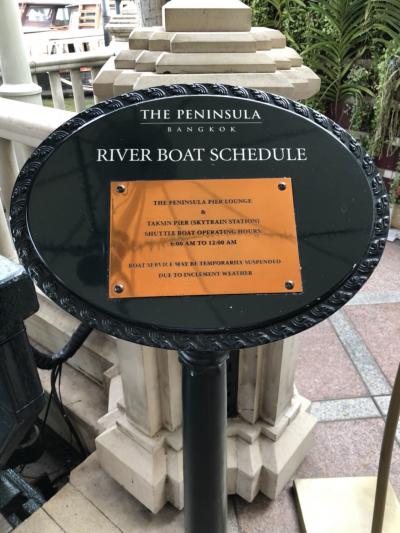 THE PENINSULA
BANGKOK
RIVER BOAT SCHEDULE
THE PENINSULA PIER LOUNGE
&
TAKSIN PIER (SKYTRAIN STATION)
SHUTTLE BOAT OPERATING HOURS
6:00 AM TO 12:00 AM
BOAT SERVICE MAY BE TEMPORARILY SUSPENDED
DUE TO INCLEMENT WEATHER